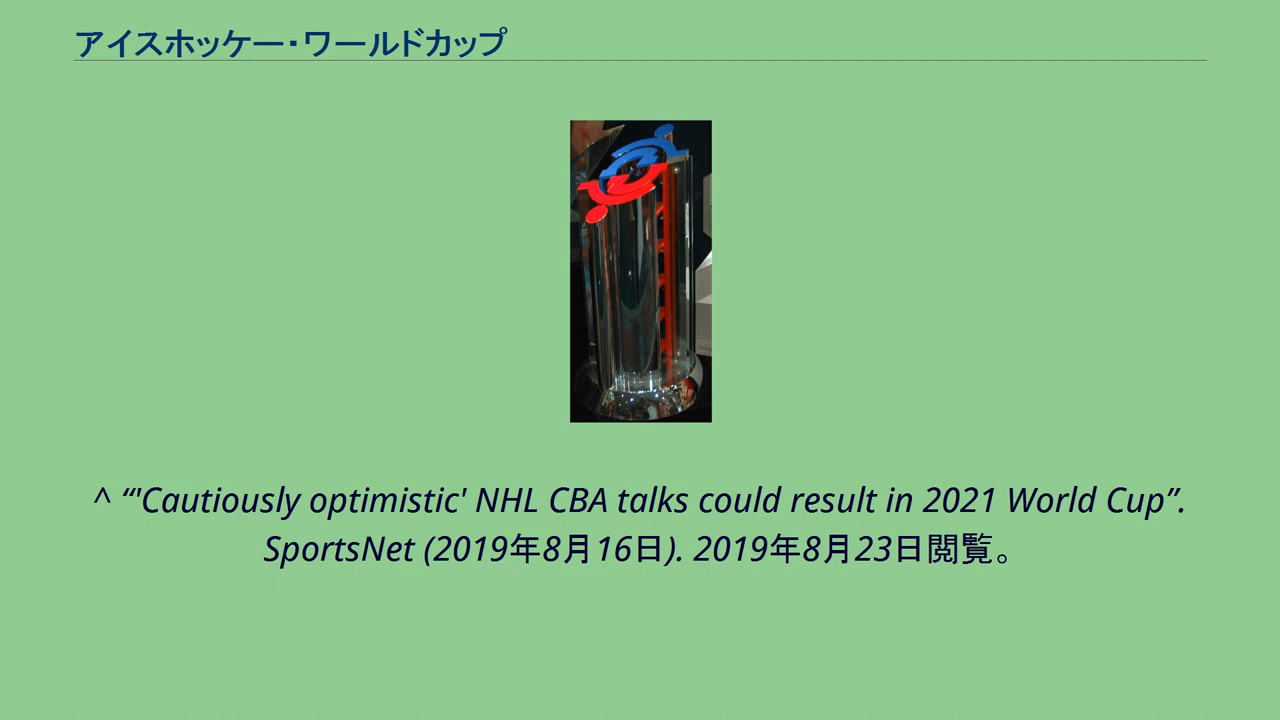 アイスホッケー・ワールドカップ
^ “'Cautiously optimistic' NHL CBA talks could result in 2021 World Cup”.
SportsNet (2019年8月16日). 2019年8月23日閲覧。